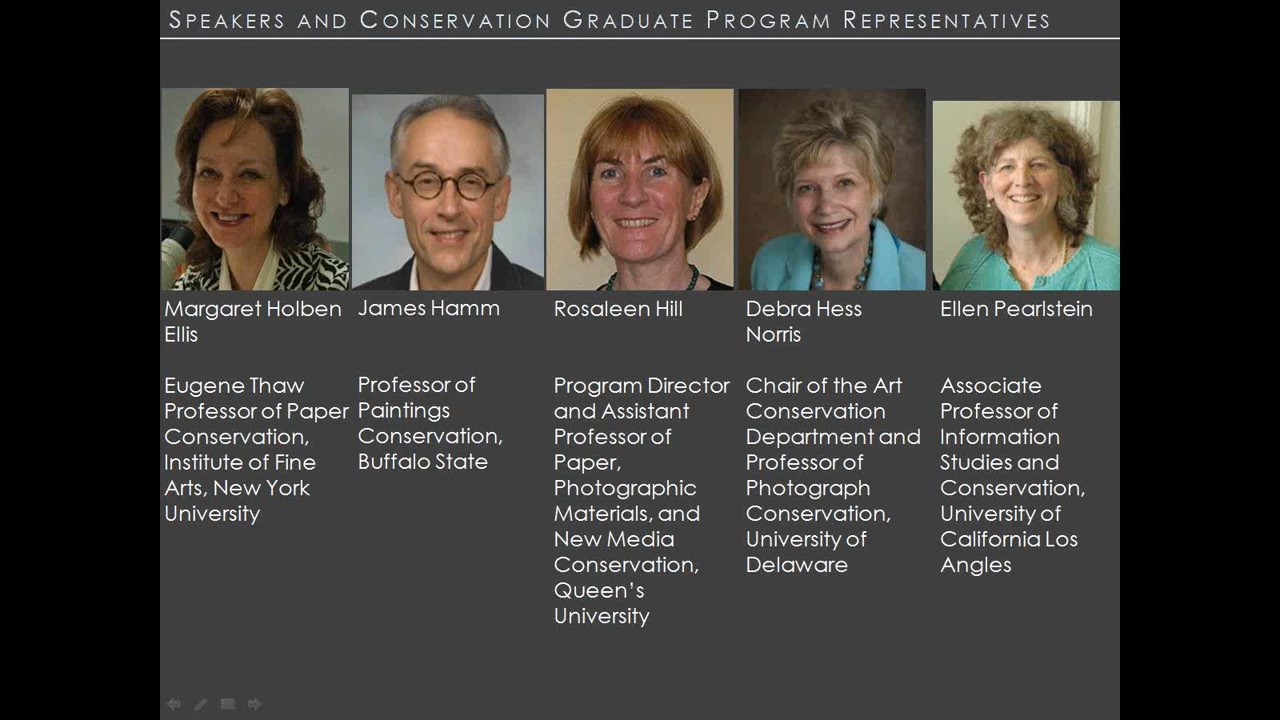 SPEAKERS AND CONSERVATION GRADUATE PROGRAM REPRESENTATIVES
Margaret Holben
Ellis
Eugene Thaw
Professor of Paper
Conservation,
Institute of Fine
Arts, New York
University
James Hamm
Professor of
Paintings
Conservation,
Buffalo State
Rosaleen Hill
Program Director
and Assistant
Professor of
Paper,
Photographic
Materials, and
New Media
Conservation,
Queen's
University
Debra Hess
Norris
Chair of the Art
Conservation
Department and
Professor of
Photograph
Conservation,
University of
Delaware
Ellen Pearlstein
Associate
Professor of
Information
Studies and
Conservation,
University of
California Los
Angles